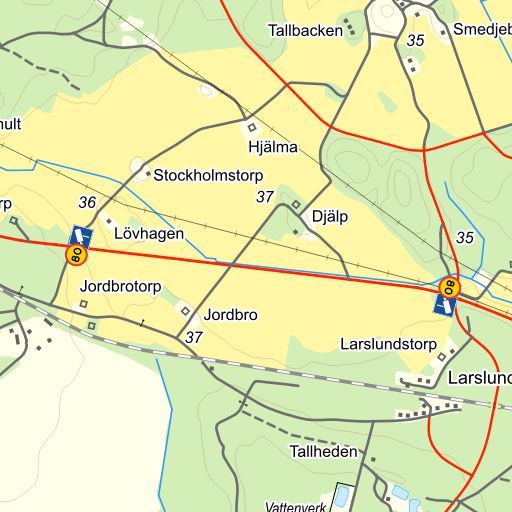 Tallbacken
Smedjeb
35
hult
Hjälma
Stockholmstorp
37
36
rp
Djälp
Lövhagen
35
80
80
Jordbrotorp
Jordbro
37
Larslundstorp
Larslund
Tallheden
Vattenverk